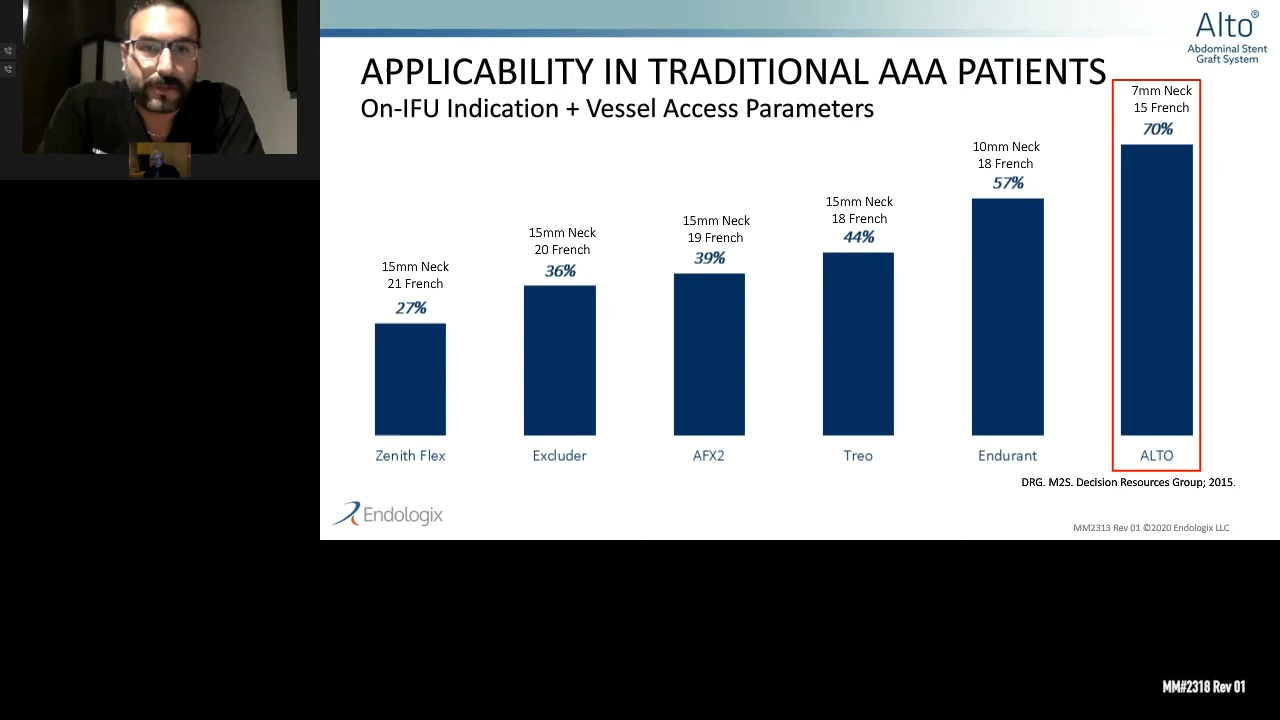 Alto®
Abdominal Stent
Graft System
APPLICABILITY IN TRADITIONAL AAA PATIENTS
On-IFU Indication + Vessel Access Parameters
15mm Neck
21 French
27%
Zenith Flex
15mm Neck
20 French
36%
Excluder
15mm Neck
19 French
39%
AFX2
15mm Neck
18 French
44%
Treo
10mm Neck
18 French
57%
Endurant
7mm Neck
15 French
70%
ALTO
DRG. M2S. Decision Resources Group; 2015.
Endologix
MM2313 Rev 01 ©2020 Endologix LLC
MM#2318 Rev 01